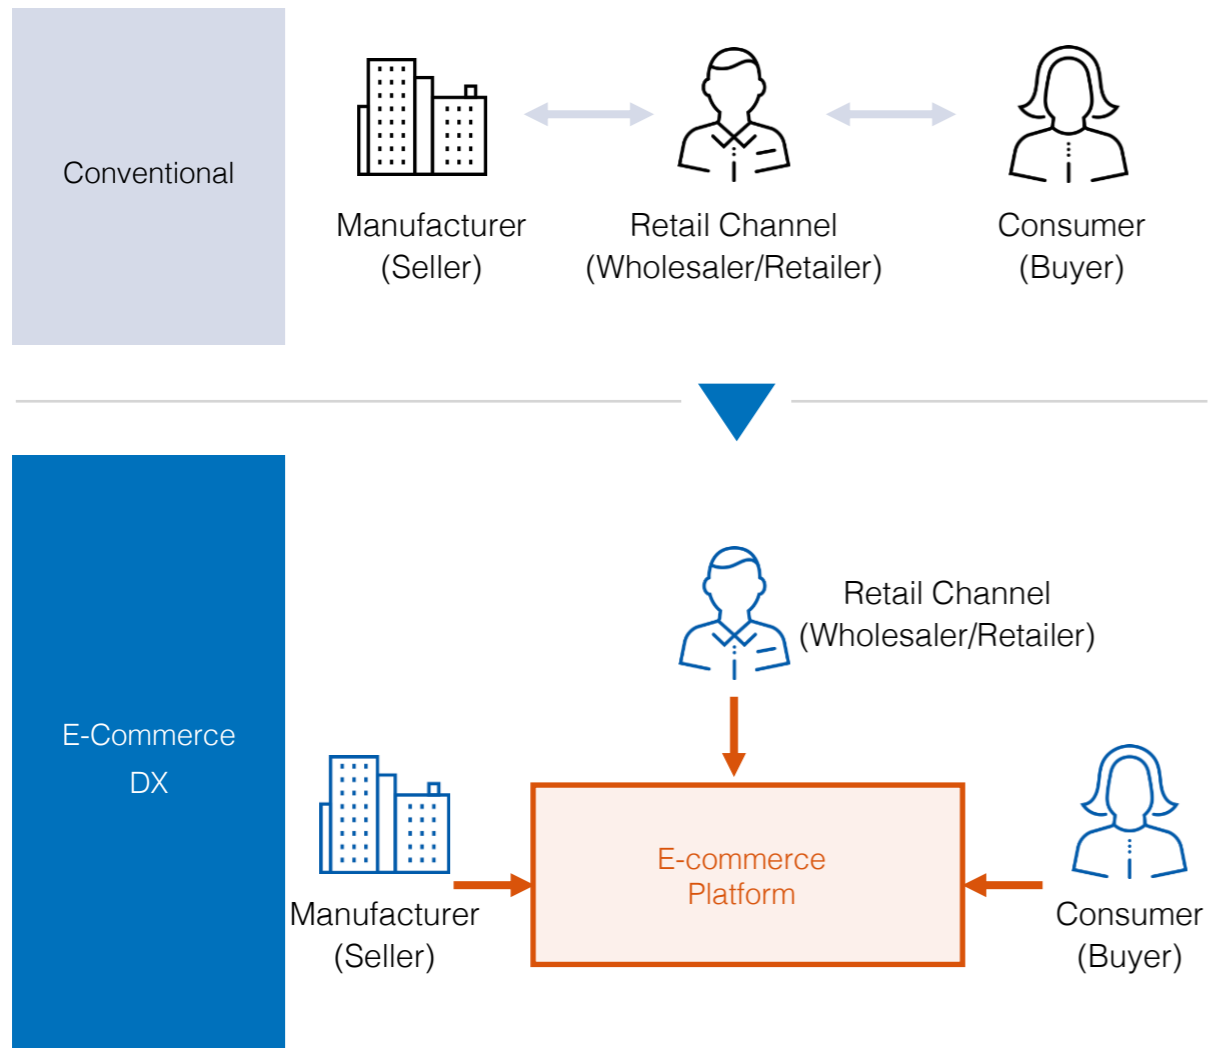 Conventional
Manufacturer
(Seller)
Retail Channel
(Wholesaler/Retailer)
Consumer
(Buyer)
E-Commerce
DX
Retail Channel
(Wholesaler/Retailer)
Manufacturer
(Seller)
E-commerce
Platform
Consumer
(Buyer)